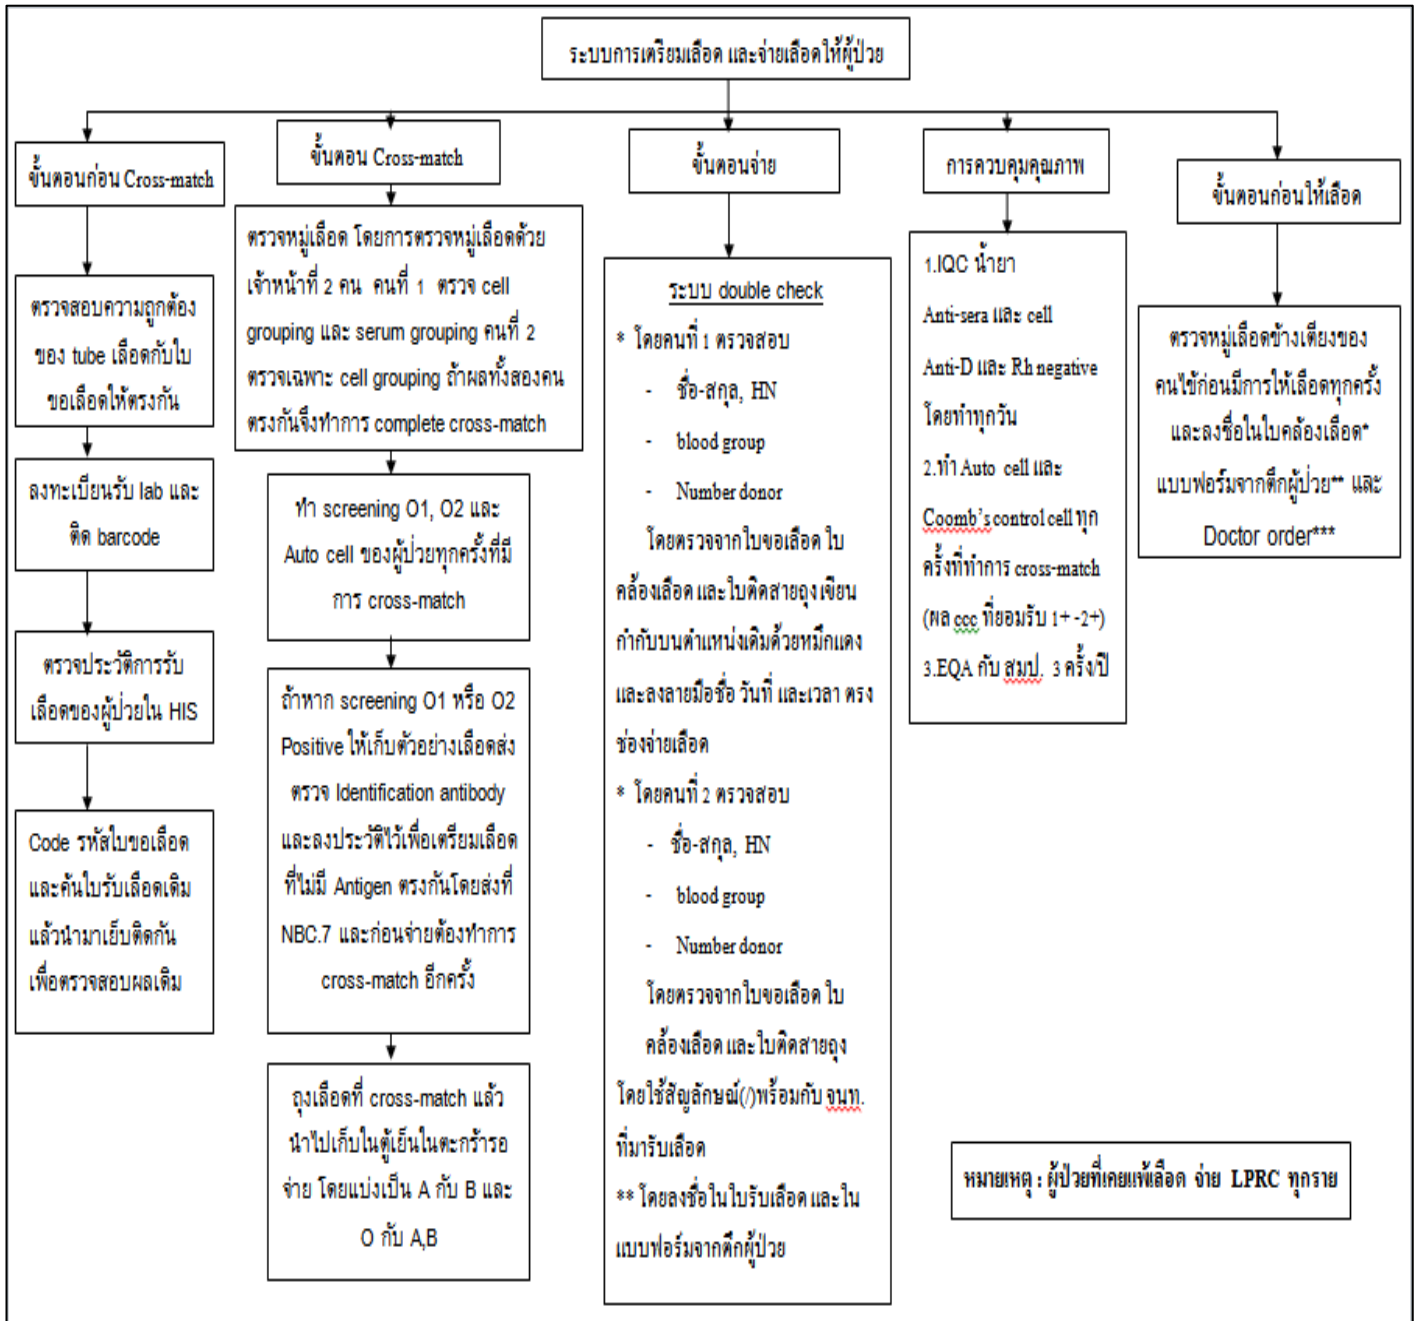 ระบบการเตรียมเลือด และจ่ายเลือดให้ผู้ป่วย
ขั้นตอนก่อน Cross-match
ตรวจสอบความถูกต้อง
ของ tube เลือดกับใบ
ขอเลือดให้ตรงกัน
ลงทะเบียนรับ lab และ
ติด barcode
ตรวจประวัติการรับ
เลือดของผู้ป่วยใน HIS
Code รหัสใบขอเลือด
และค้นใบรับเลือดเดิม
แล้วนำมาเย็บติดกัน
เพื่อตรวจสอบผลเดิม
ขั้นตอน Cross-match
ตรวจหมู่เลือด โดยการตรวจหมู่เลือดด้วย
เจ้าหน้าที่ 2 คน คนที่ 1 ตรวจ cell
grouping และ serum grouping คนที่ 2
ตรวจเฉพาะ cell grouping ถ้าผลทั้งสองคน
ตรงกันจึงทำการ complete cross-match
ทำ screening O1, O2 และ
Auto cell ของผู้ป่วยทุกครั้งที่มี
การ cross-match
ถ้าหาก screening O1 หรือ O2
Positive ให้เก็บตัวอย่างเลือดส่ง
ตรวจ Identification antibody
และลงประวัติไว้เพื่อเตรียมเลือด
ที่ไม่มี Antigen ตรงกันโดยส่งที่
NBC.7 และก่อนจ่ายต้องทำการ
cross-match อีกครั้ง
ถุงเลือดที่ cross-match แล้ว
นำไปเก็บในตู้เย็นในตะกร้ารอ
จ่าย โดยแบ่งเป็น A กับ B และ
O กับ A,B
ขั้นตอนจ่าย
ระบบ double check
* โดยคนที่ 1 ตรวจสอบ
- ชื่อ-สกุล, HN
- blood group
- Number donor
โดยตรวจจากใบขอเลือด ใบ
คล้องเลือด และใบติดสายถุง เขียน
กำกับบนตำแหน่งเดิมด้วยหมึกแดง
และลงลายมือชื่อ วันที่ และเวลา ตรง
ช่องจ่ายเลือด
* โดยคนที่ 2 ตรวจสอบ
- ชื่อ-สกุล, HN
- blood group
- Number donor
โดยตรวจจากใบขอเลือด ใบ
คล้องเลือด และใบติดสายถุง
โดยใช้สัญลักษณ์(/)พร้อมกับ จนท.
ที่มารับเลือด
** โดยลงชื่อในใบรับเลือด และใน
แบบฟอร์มจากตึกผู้ป่วย
การควบคุมคุณภาพ
1.IQC น้ำยา
Anti-sera และ cell
Anti-D และ Rh negative
โดยทำทุกวัน
2.ทำ Auto cell และ
Coomb's control cell ทุก
ครั้งที่ทำการ cross-match
(ผล ccc ที่ยอมรับ 1+ -2+)
3.EQA กับ สมป. 3 ครั้ง/ปี
ขั้นตอนก่อนให้เลือด
ตรวจหมู่เลือดข้างเตียงของ
คนไข้ก่อนมีการให้เลือดทุกครั้ง
และลงชื่อในใบคล้องเลือด*
แบบฟอร์มจากตึกผู้ป่วย** และ
Doctor order***
หมายเหตุ : ผู้ป่วยที่เคยแพ้เลือด จ่าย LPRC ทุกราย